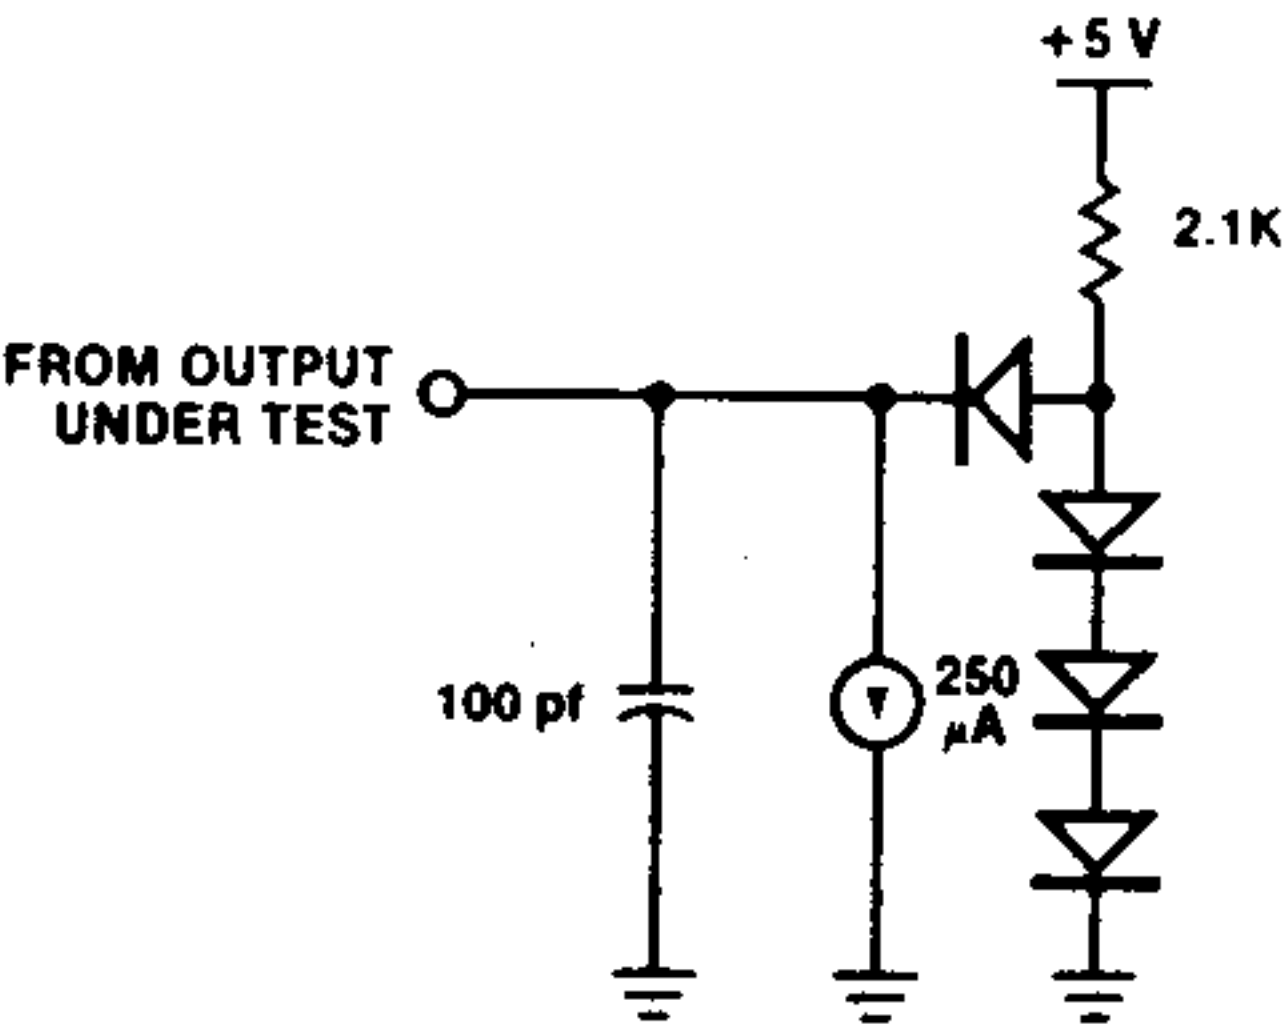 +5 V
2.1K
FROM OUTPUT
UNDER TEST
100 pf
250
μA